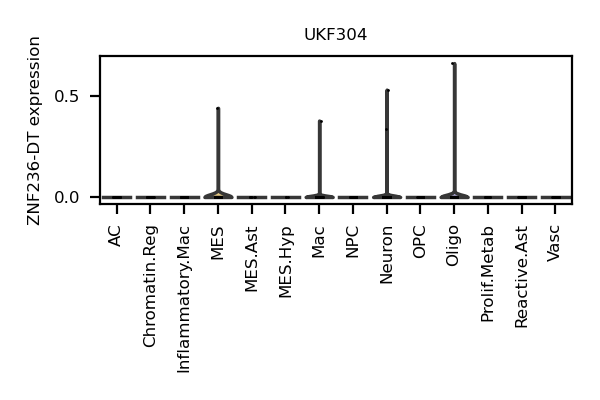 UKF304
ZNF236-DT expression
0.5
0.0
AC
Chromatin.Reg
Inflammatory.Mac
MES
MES.Ast
MES.Hyp
Mac
NPC
Neuron
OPC
Oligo
Prolif.Metab
Reactive.Ast
Vasc